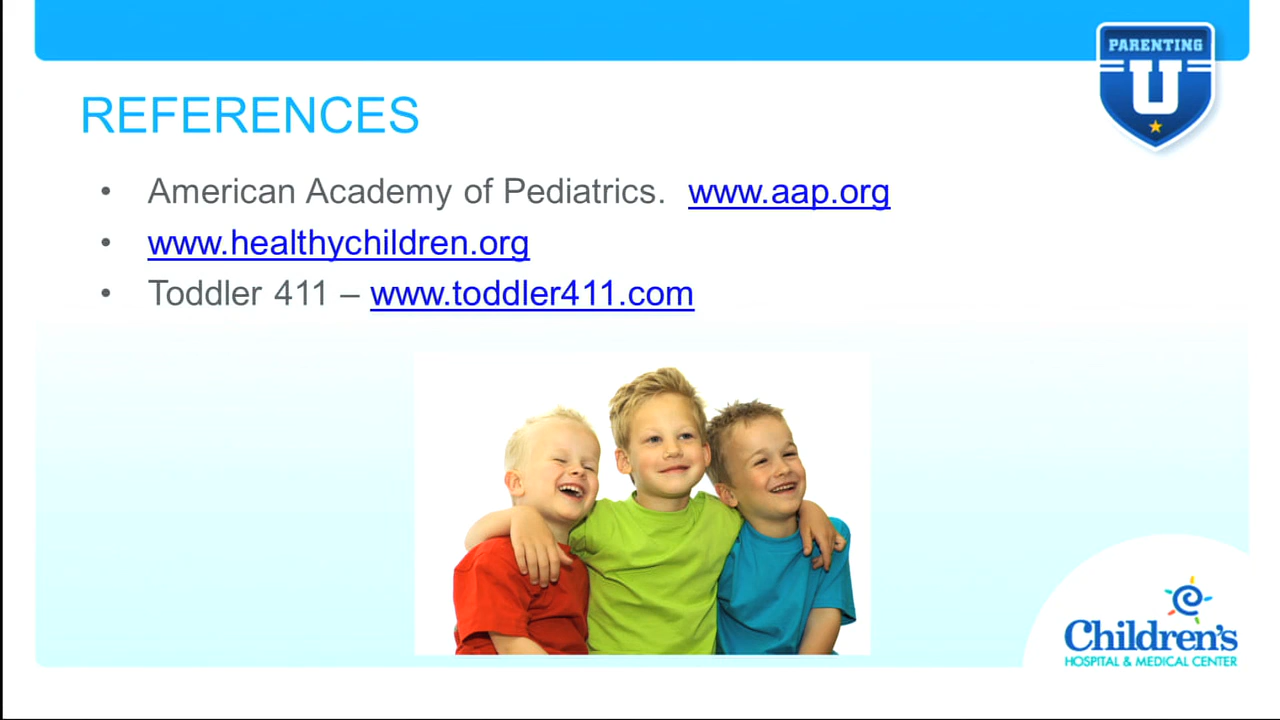 PARENTING
U
REFERENCES
• American Academy of Pediatrics. www.aap.org
• www.healthychildren.org
• Toddler 411 – www.toddler411.com
Children's
HOSPITAL & MEDICAL CENTER